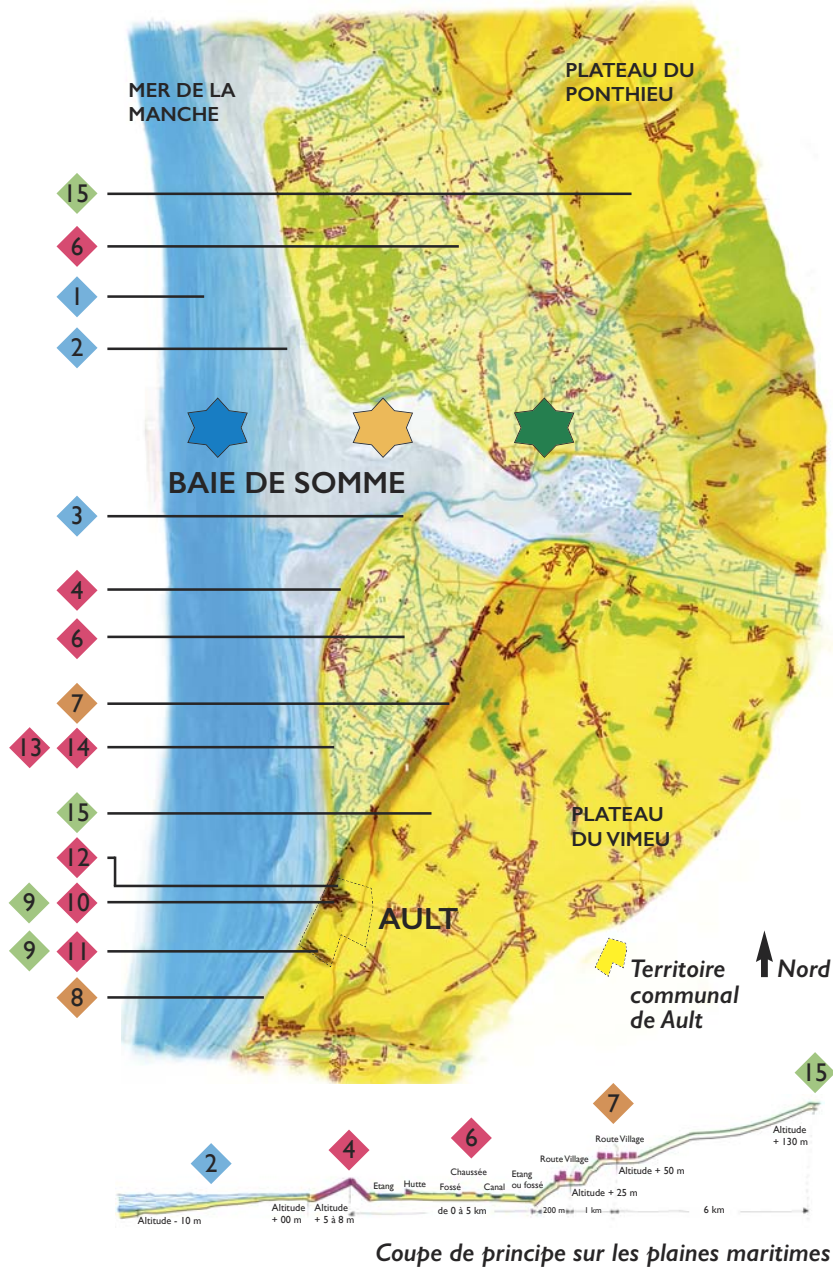 MER DE LA
MANCHE
PLATEAU DU
PONTHIEU
15
6
1
2
BAIE DE SOMME
3
4
6
7
13 14
15
PLATEAU
DU VIMEU
12
9 10
AULT
9 11
8
Territoire
communal
de Ault
Nord
15
7
6
4
2
Altitude
+ 130 m
Route Village
Route Village
Chaussée
Etang
Hutte
Fossé
Canal
Etang
ou fossé
Altitude + 50 m
Altitude + 25 m
Altitude - 10 m
Altitude
+ 00 m
Altitude
+ 5 à 8 m
de 0 à 5 km
200 m
1 km
6 km
Coupe de principe sur les plaines maritimes